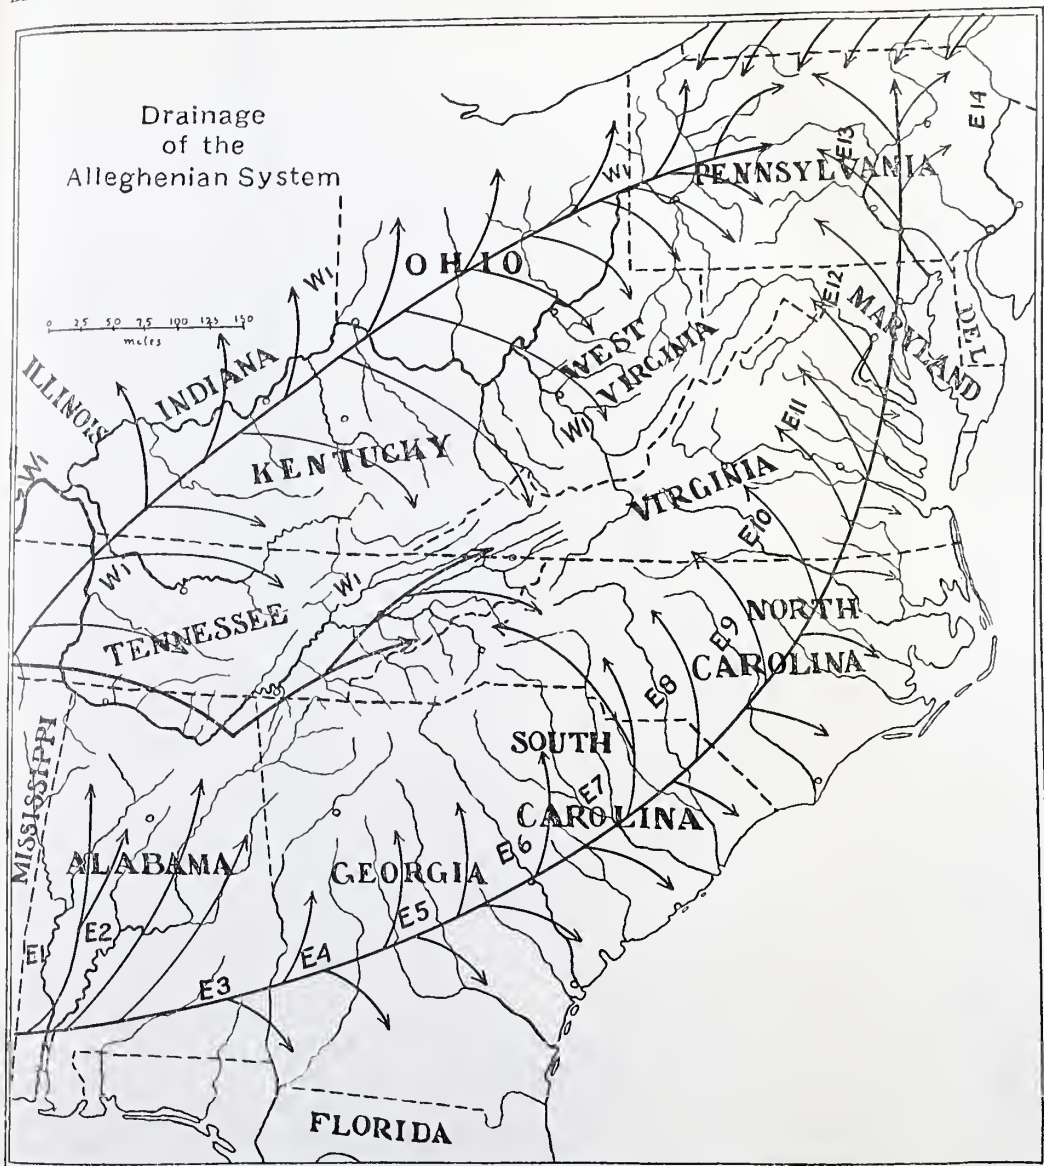 Drainage
of the
Alleghenian System
E14
E13
PENNSYLVANIA
W1
OHIO
W1
E12
MARYLAND
DEL
0 25 50 75 100 125 150
miles
WEST
VIRGINIA
INDIANA
ILLINOIS
W1
E11
KENTUCKY
W1
VIRGINIA
E10
W1
W1
TENNESSEE
NORTH
CAROLINA
E9
E8
SOUTH
CAROLINA
E7
MISSISSIPPI
ALABAMA
GEORGIA
E6
E5
E4
E3
E2
E1
FLORIDA